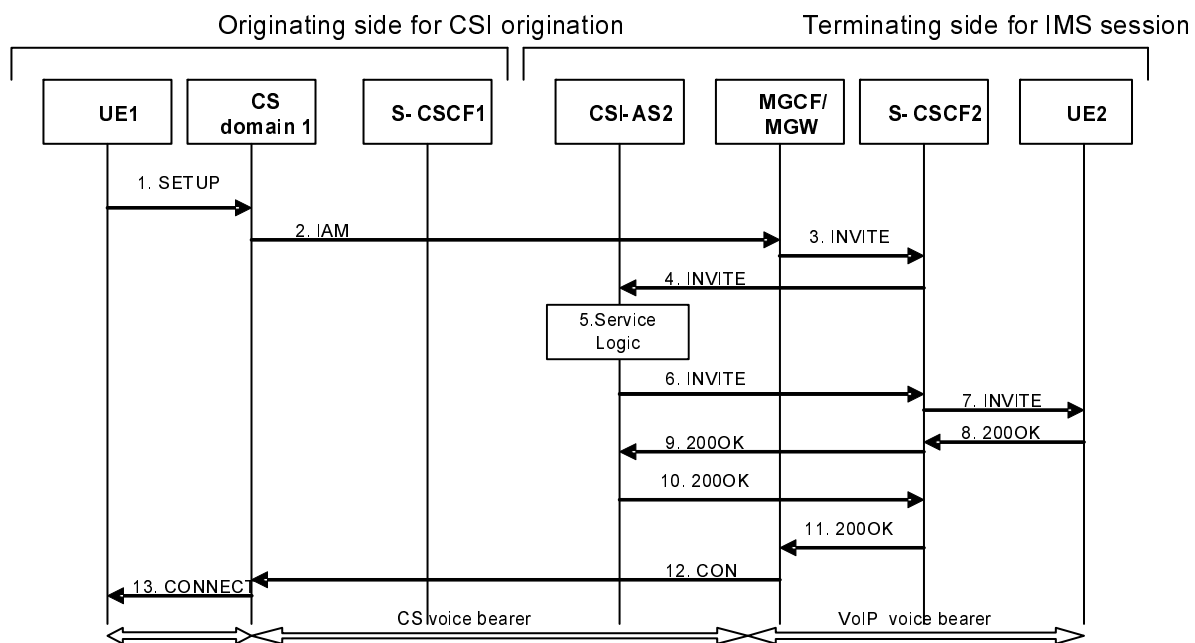 Originating side for CSI origination
Terminating side for IMS session
UE1
CS
domain 1
S- CSCF1
CSI- AS2
MGCF/
MGW
S- CSCF2
UE2
1. SETUP
2. IAM
3. INVITE
4. INVITE
5.Service
Logic
6. INVITE
7. INVITE
8. 200OK
9. 200OK
10. 200OK
11. 200OK
12. CON
13. CONNECT
CS voice bearer
VoIP voice bearer